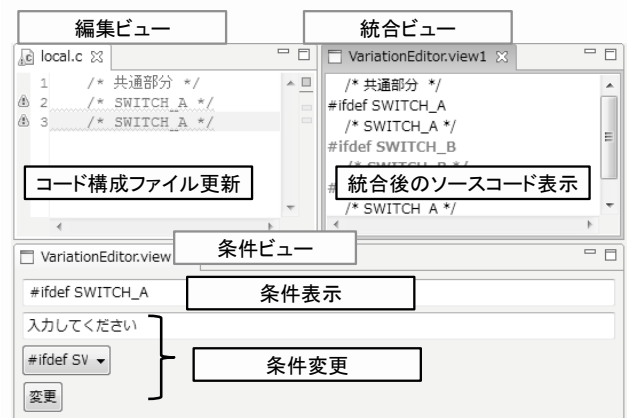 編集ビュー
統合ビュー
local.c
VariationEditor.view1
1 /* 共通部分 */
2 /* SWITCH_A */
3 /* SWITCH_A */
コード構成ファイル更新
/* 共通部分 */
#ifdef SWITCH_A
/* SWITCH_A */
#ifdef SWITCH_B
/* SWITCH_B */
#
統合後のソースコード表示
/* SWITCH A */
条件ビュー
VariationEditor.view
#ifdef SWITCH_A
条件表示
入力してください
#ifdef SW
条件変更
変更